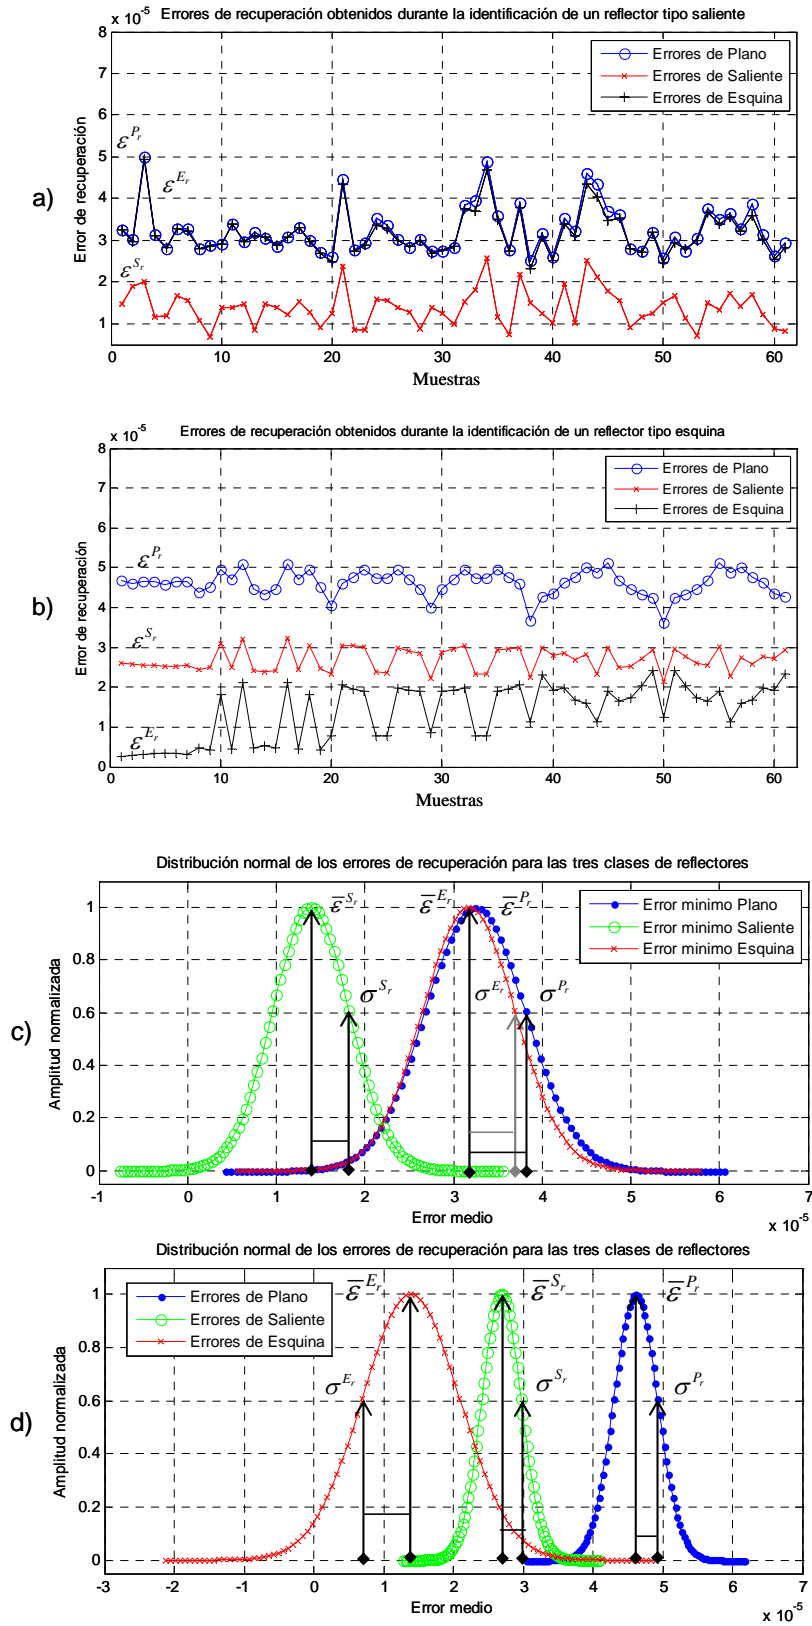 x 10⁻⁵
Errores de recuperación obtenidos durante la identificación de un reflector tipo saliente
8
7
6
5
4
3
2
1
Error de recuperación
Errores de Plano
Errores de Saliente
Errores de Esquina
ε^{P_r}
ε^{E_r}
ε^{S_r}
a)
0 10 20 30 40 50 60
Muestras
x 10⁻⁵
Errores de recuperación obtenidos durante la identificación de un reflector tipo esquina
8
7
6
5
4
3
2
1
0
Error de recuperación
Errores de Plano
Errores de Saliente
Errores de Esquina
ε^{P_r}
ε^{S_r}
ε^{E_r}
b)
0 10 20 30 40 50 60
Muestras
Distribución normal de los errores de recuperación para las tres clases de reflectores
1
0.8
0.6
0.4
0.2
0
Amplitud normalizada
Error minimo Plano
Error minimo Saliente
Error minimo Esquina
ε̅^{S_r} ε̅^{E_r} ε̅^{P_r}
σ^{S_r} σ^{E_r} σ^{P_r}
c)
-1 0 1 2 3 4 5 6 7
Error medio
x 10⁻⁵
Distribución normal de los errores de recuperación para las tres clases de reflectores
1
0.8
0.6
0.4
0.2
0
Amplitud normalizada
Errores de Plano
Errores de Saliente
Errores de Esquina
ε̅^{E_r} ε̅^{S_r} ε̅^{P_r}
σ^{E_r} σ^{S_r} σ^{P_r}
d)
-3 -2 -1 0 1 2 3 4 5 6 7
Error medio
x 10⁻⁵